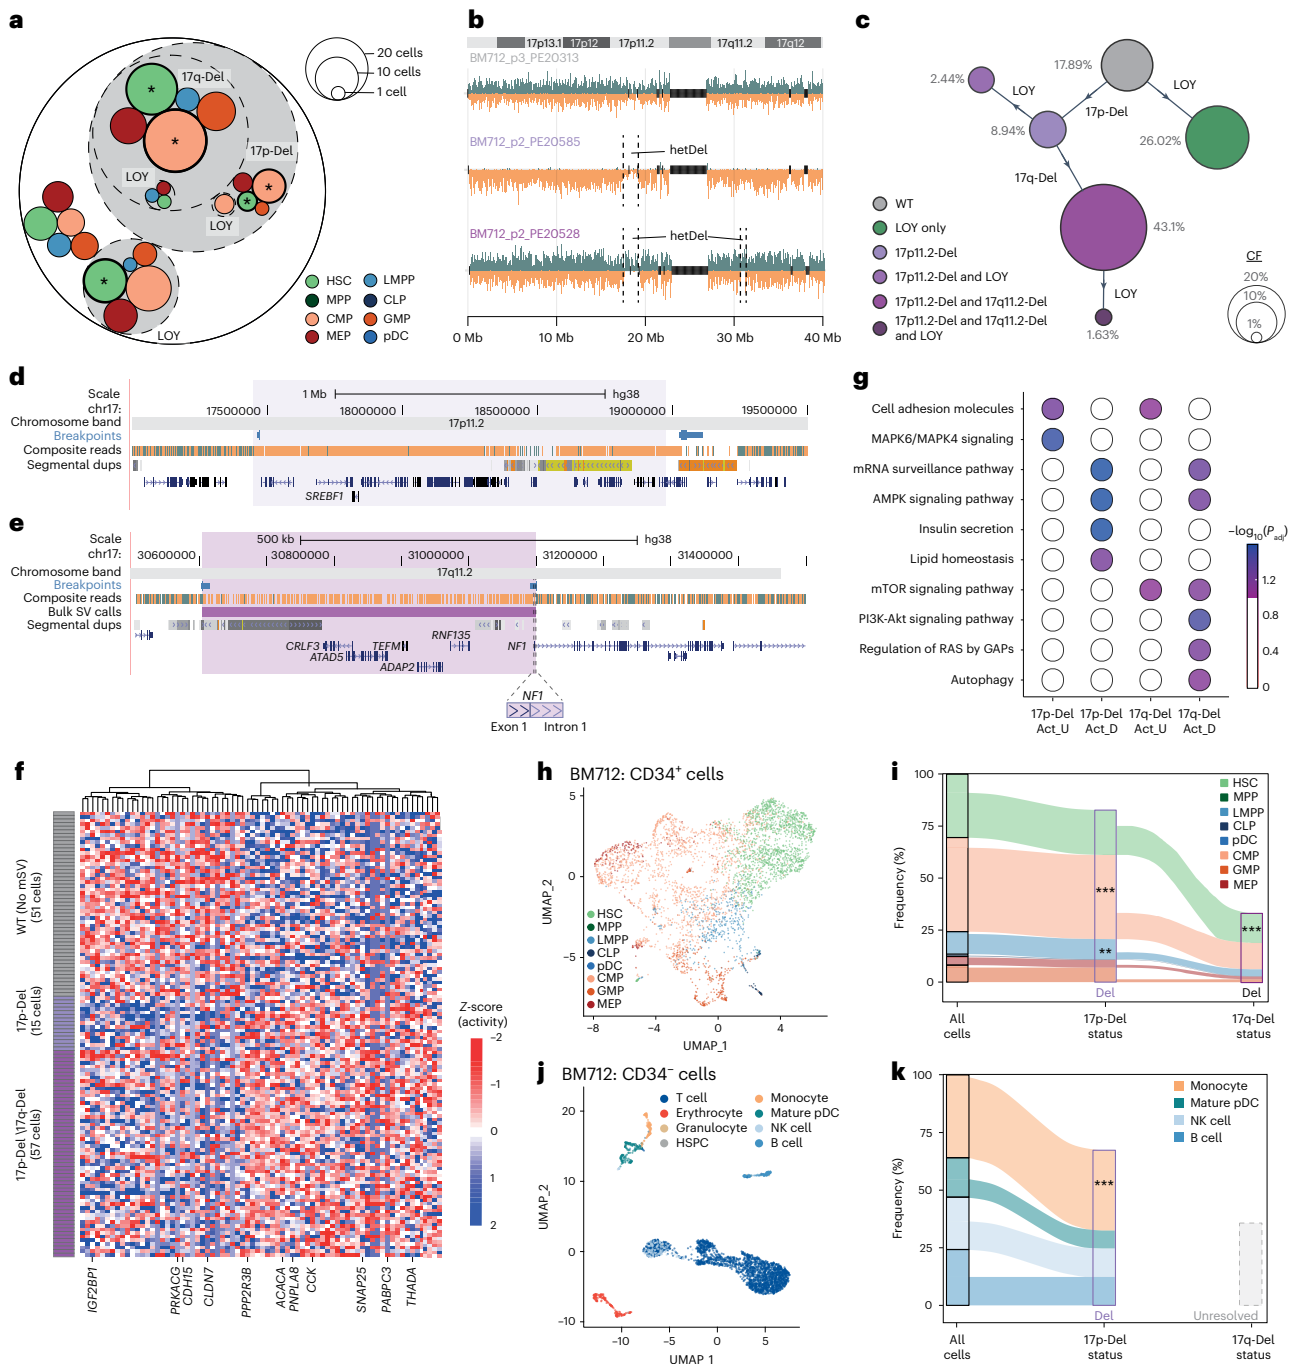 a
17q-Del
*
*
17p-Del
LOY
*
*
LOY
*
LOY
20 cells
10 cells
1 cell
HSC
MPP
CMP
MEP
LMPP
CLP
GMP
pDC
b
17p13.1 17p12 17p11.2 17q11.2 17q12
BM712_p3_PE20313
BM712_p2_PE20585
hetDel
BM712_p2_PE20528
hetDel
0 Mb 10 Mb 20 Mb 30 Mb 40 Mb
c
17.89%
2.44%
LOY
LOY
17p-Del
8.94%
26.02%
17q-Del
43.1%
LOY
1.63%
WT
LOY only
17p11.2-Del
17p11.2-Del and LOY
17p11.2-Del and 17q11.2-Del
17p11.2-Del and 17q11.2-Del
and LOY
CF
20%
10%
1%
d
Scale 1 Mb hg38
chr17: 17500000 18000000 18500000 19000000 19500000
Chromosome band 17p11.2
Breakpoints
Composite reads
Segmental dups
SREBF1
e
Scale 500 kb hg38
chr17: 30600000 30800000 31000000 31200000 31400000
Chromosome band 17q11.2
Breakpoints
Composite reads
Bulk SV calls
Segmental dups
RNF135
CRLF3 TEFM NF1
ATAD5
ADAP2
NF1
Exon 1 Intron 1
g
Cell adhesion molecules
MAPK6/MAPK4 signaling
mRNA surveillance pathway
AMPK signaling pathway
Insulin secretion
Lipid homeostasis
mTOR signaling pathway
PI3K-Akt signaling pathway
Regulation of RAS by GAPs
Autophagy
17p-Del Act_U
17p-Del Act_D
17q-Del Act_U
17q-Del Act_D
−log10(Padj)
1.2
0.8
0.4
0
f
WT (No mSV)
(51 cells)
17p-Del
(15 cells)
17p-Del \17q-Del
(57 cells)
IGF2BP1
PRKACG
CDH15
CLDN7
PPP2R3B
ACACA
PNPLA8
CCK
SNAP25
PABPC3
THADA
Z-score
(activity)
−2
−1
0
1
2
h
BM712: CD34+ cells
UMAP_2
5
0
−5
HSC
MPP
LMPP
CLP
pDC
CMP
GMP
MEP
−8 −4 0 4
UMAP_1
i
Frequency (%)
100
75
50
25
0
HSC
MPP
LMPP
CLP
pDC
CMP
GMP
MEP
***
**
***
Del
Del
All cells
17p-Del status
17q-Del status
j
BM712: CD34− cells
T cell
Erythrocyte
Granulocyte
HSPC
Monocyte
Mature pDC
NK cell
B cell
UMAP_2
20
10
0
−10
−10 −5 0 5
UMAP 1
k
Frequency (%)
100
75
50
25
0
Monocyte
Mature pDC
NK cell
B cell
***
Del
Unresolved
All cells
17p-Del status
17q-Del status